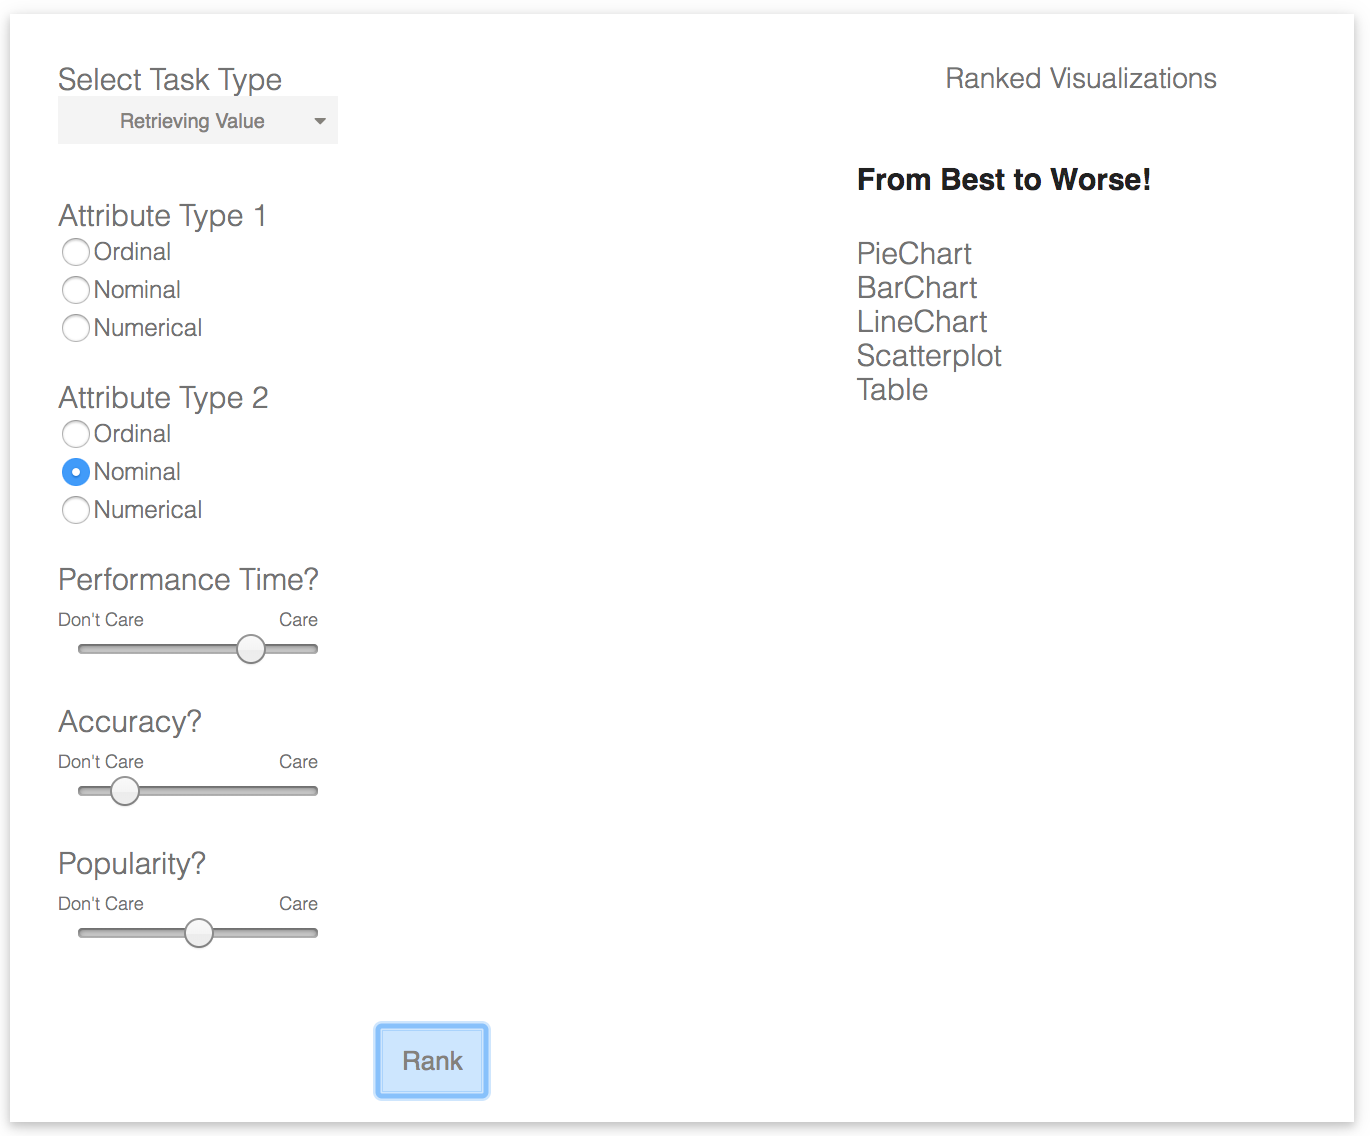 Select Task Type
Retrieving Value
Attribute Type 1
Ordinal
Nominal
Numerical
Attribute Type 2
Ordinal
Nominal
Numerical
Performance Time?
Don't Care Care
Accuracy?
Don't Care Care
Popularity?
Don't Care Care
Rank
Ranked Visualizations
From Best to Worse!
PieChart
BarChart
LineChart
Scatterplot
Table